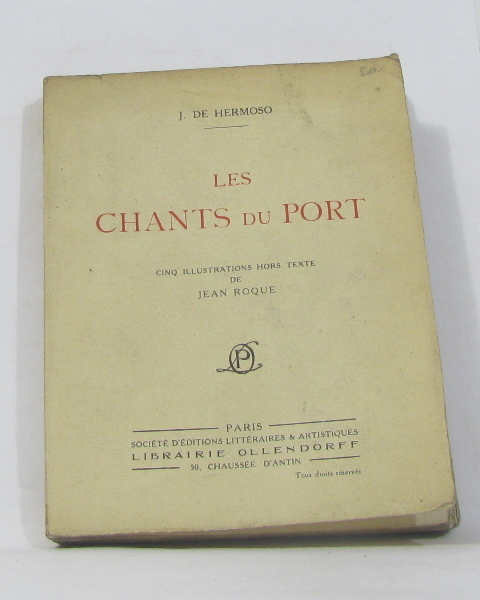 J. DE HERMOSO
LES
CHANTS DU PORT
CINQ ILLUSTRATIONS HORS TEXTE
DE
JEAN ROQUE
PARIS
SOCIÉTÉ D'ÉDITIONS LITTÉRAIRES & ARTISTIQUES
LIBRAIRIE OLLENDORFF
50, CHAUSSÉE D'ANTIN
Tous droits réservés